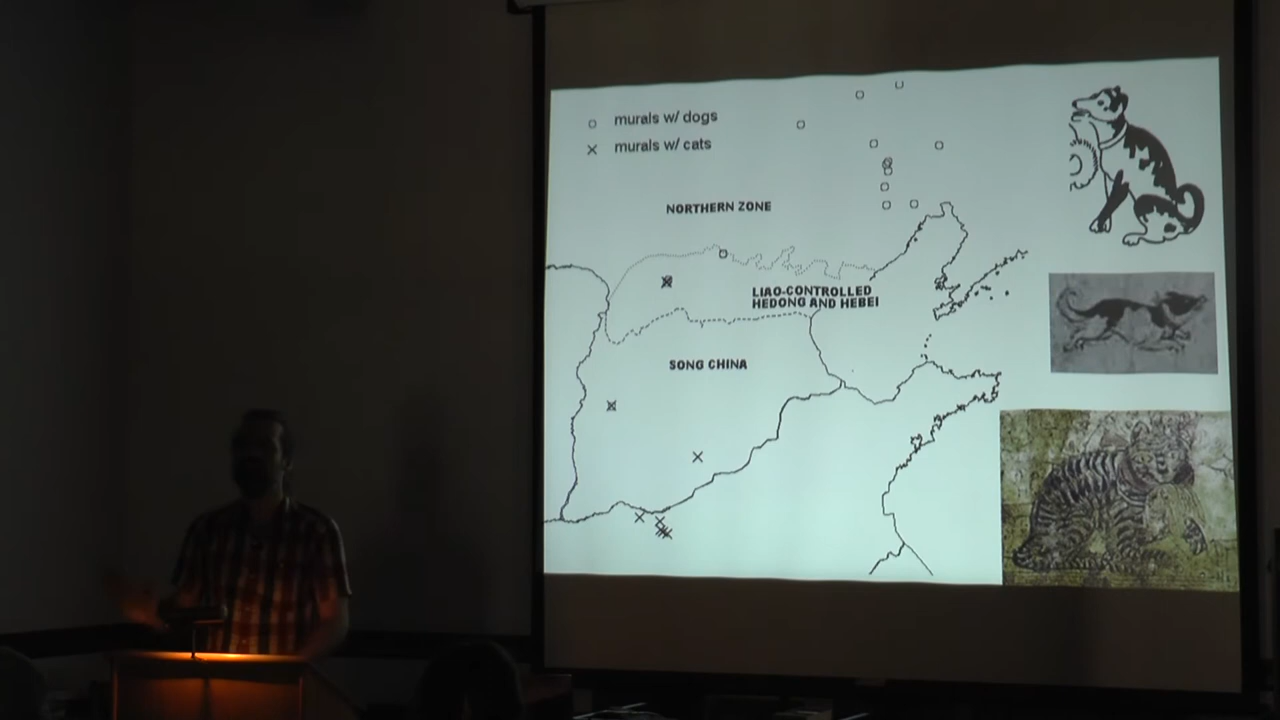 murals w/ dogs
murals w/ cats
NORTHERN ZONE
LIAO-CONTROLLED
HEDONG AND HEBEI
SONG CHINA